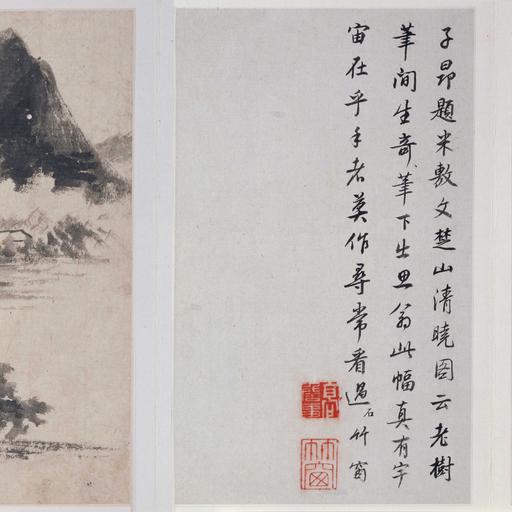 子昂題米敷文楚山清曉圖云老樹
筆間生奇筆下出思翁此幅真有宇
宙在乎手者莫作尋常看過石竹窗